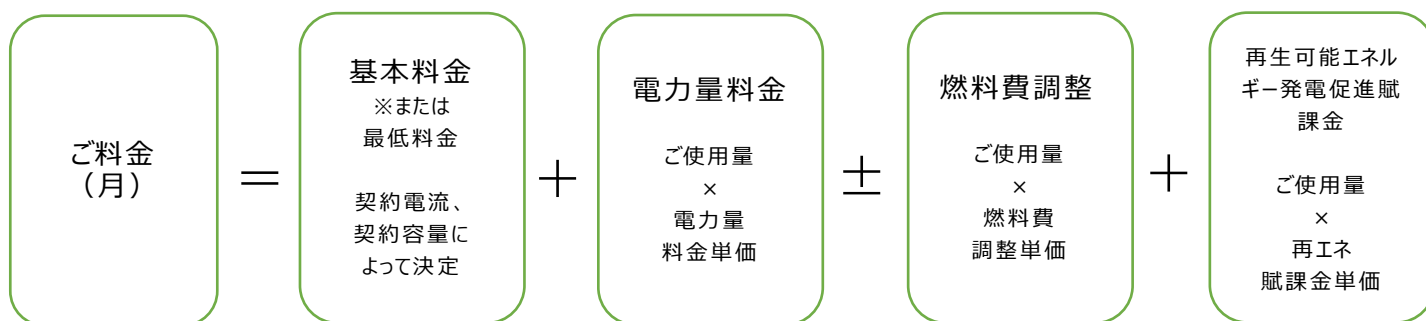 ご料金
（月）
＝
基本料金
※または
最低料金
契約電流、
契約容量に
よって決定
＋
電力量料金
ご使用量
×
電力量
料金単価
±
燃料費調整
ご使用量
×
燃料費
調整単価
＋
再生可能エネル
ギー発電促進賦
課金
ご使用量
×
再エネ
賦課金単価